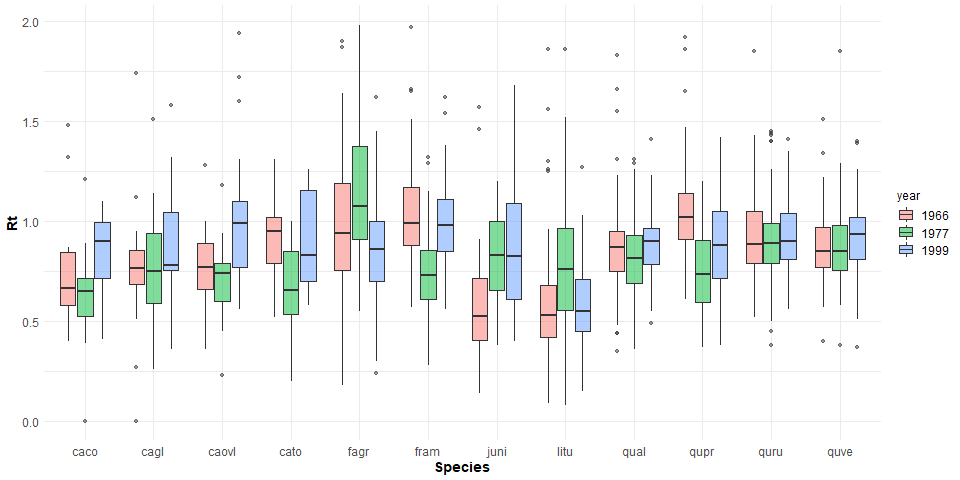 2.0
1.5
1.0
0.5
0.0
Rt
caco cagl caovl cato fagr fram juni litu qual qupr quru quve
Species
year
1966
1977
1999